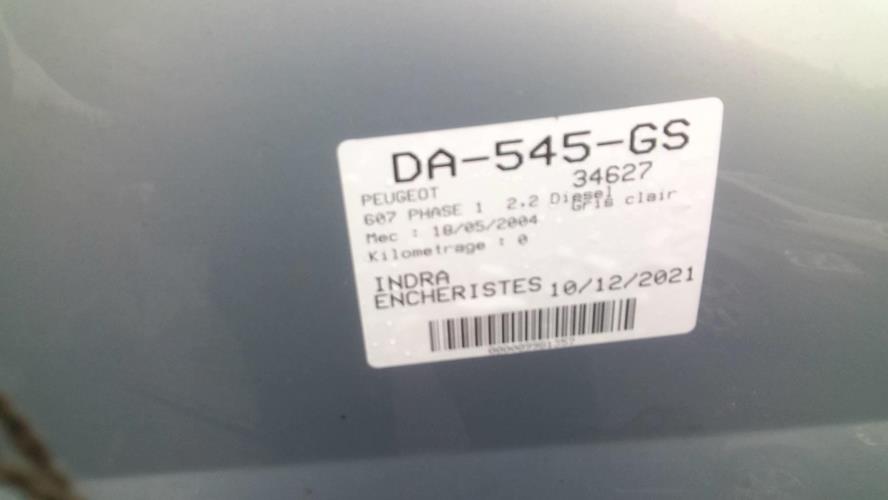 DA-545-GS
PEUGEOT 34627
607 PHASE 1 2.2 Diesel Gris clair
Mec : 18/05/2004
Kilometrage : 0
INDRA
ENCHERISTES 10/12/2021